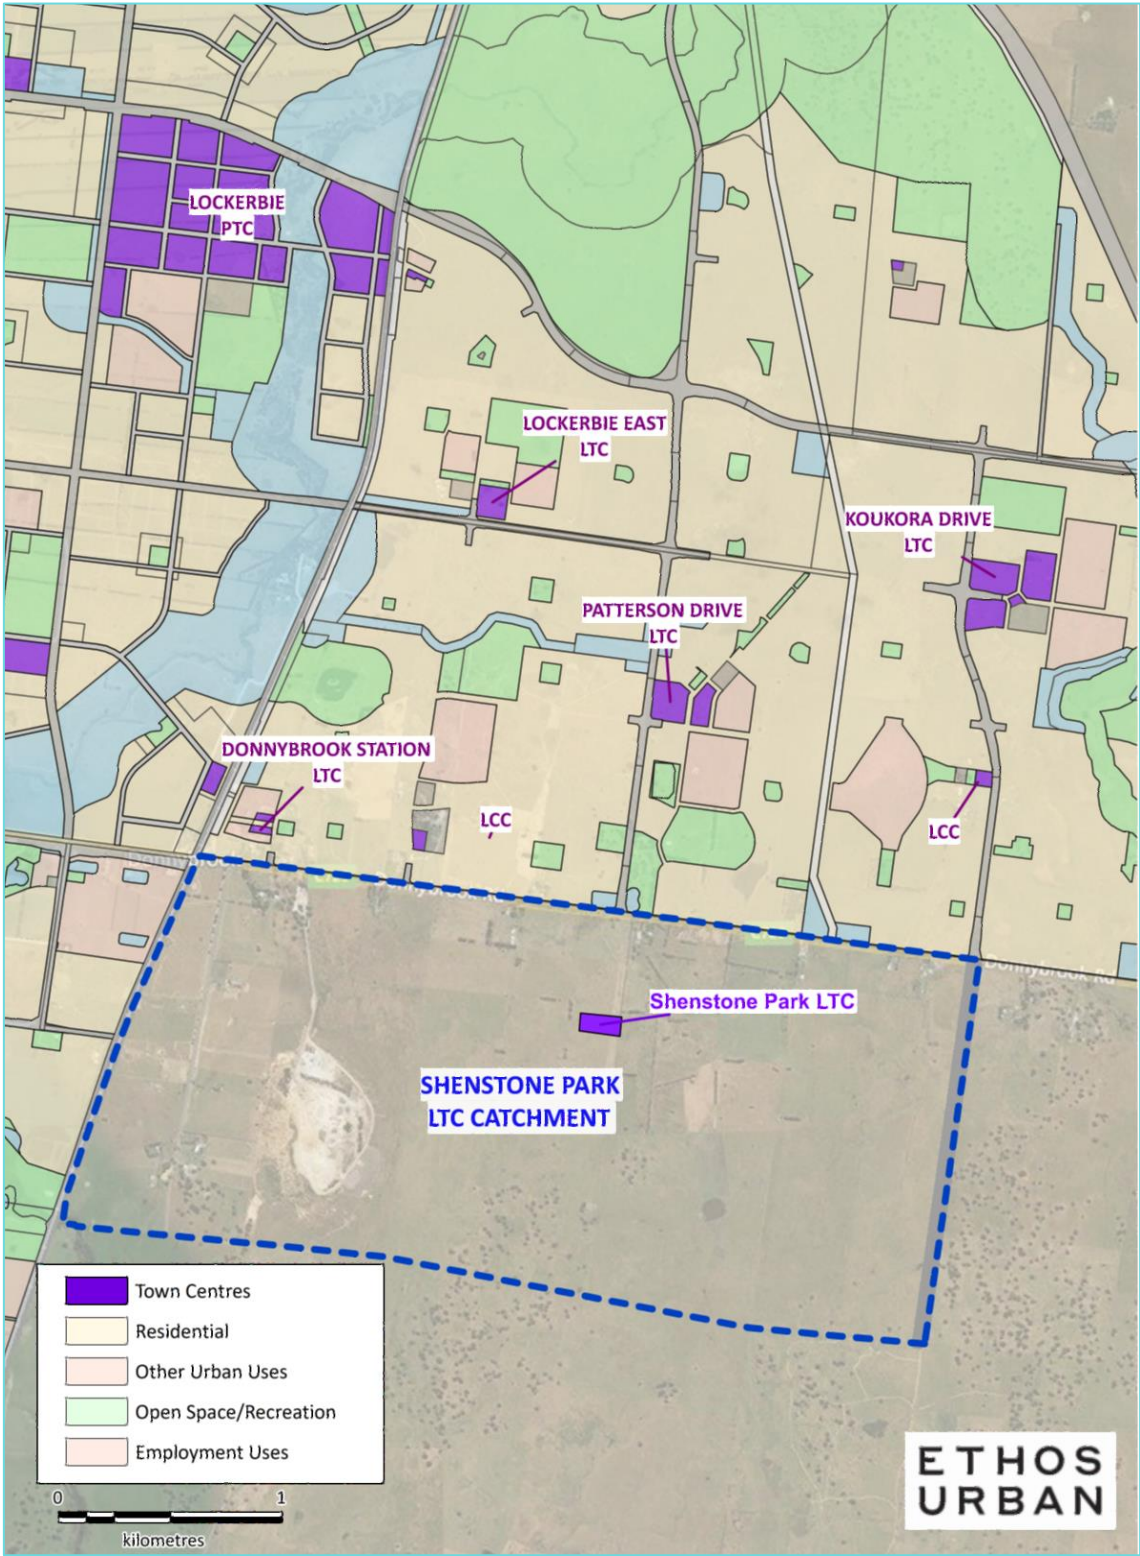 LOCKERBIE
PTC
LOCKERBIE EAST
LTC
KOUKORA DRIVE
LTC
PATTERSON DRIVE
LTC
DONNYBROOK STATION
LTC
LCC
LCC
Donnybrook Rd
Donnybrook Rd
Shenstone Park LTC
SHENSTONE PARK
LTC CATCHMENT
Town Centres
Residential
Other Urban Uses
Open Space/Recreation
Employment Uses
0 1
kilometres
ETHOS
URBAN